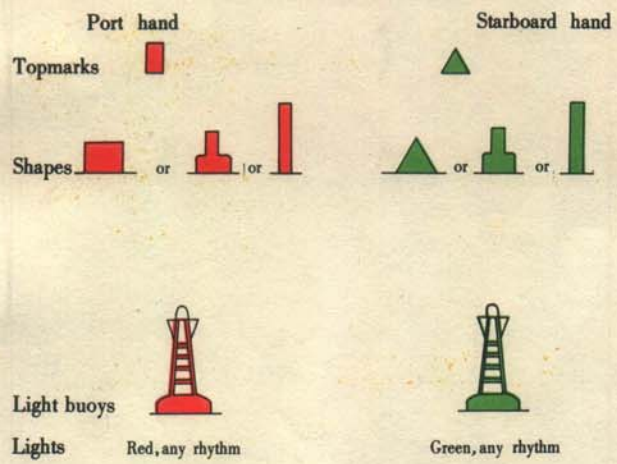 Port hand Starboard hand
Topmarks
Shapes or or or or
Light buoys
Lights Red, any rhythm Green, any rhythm